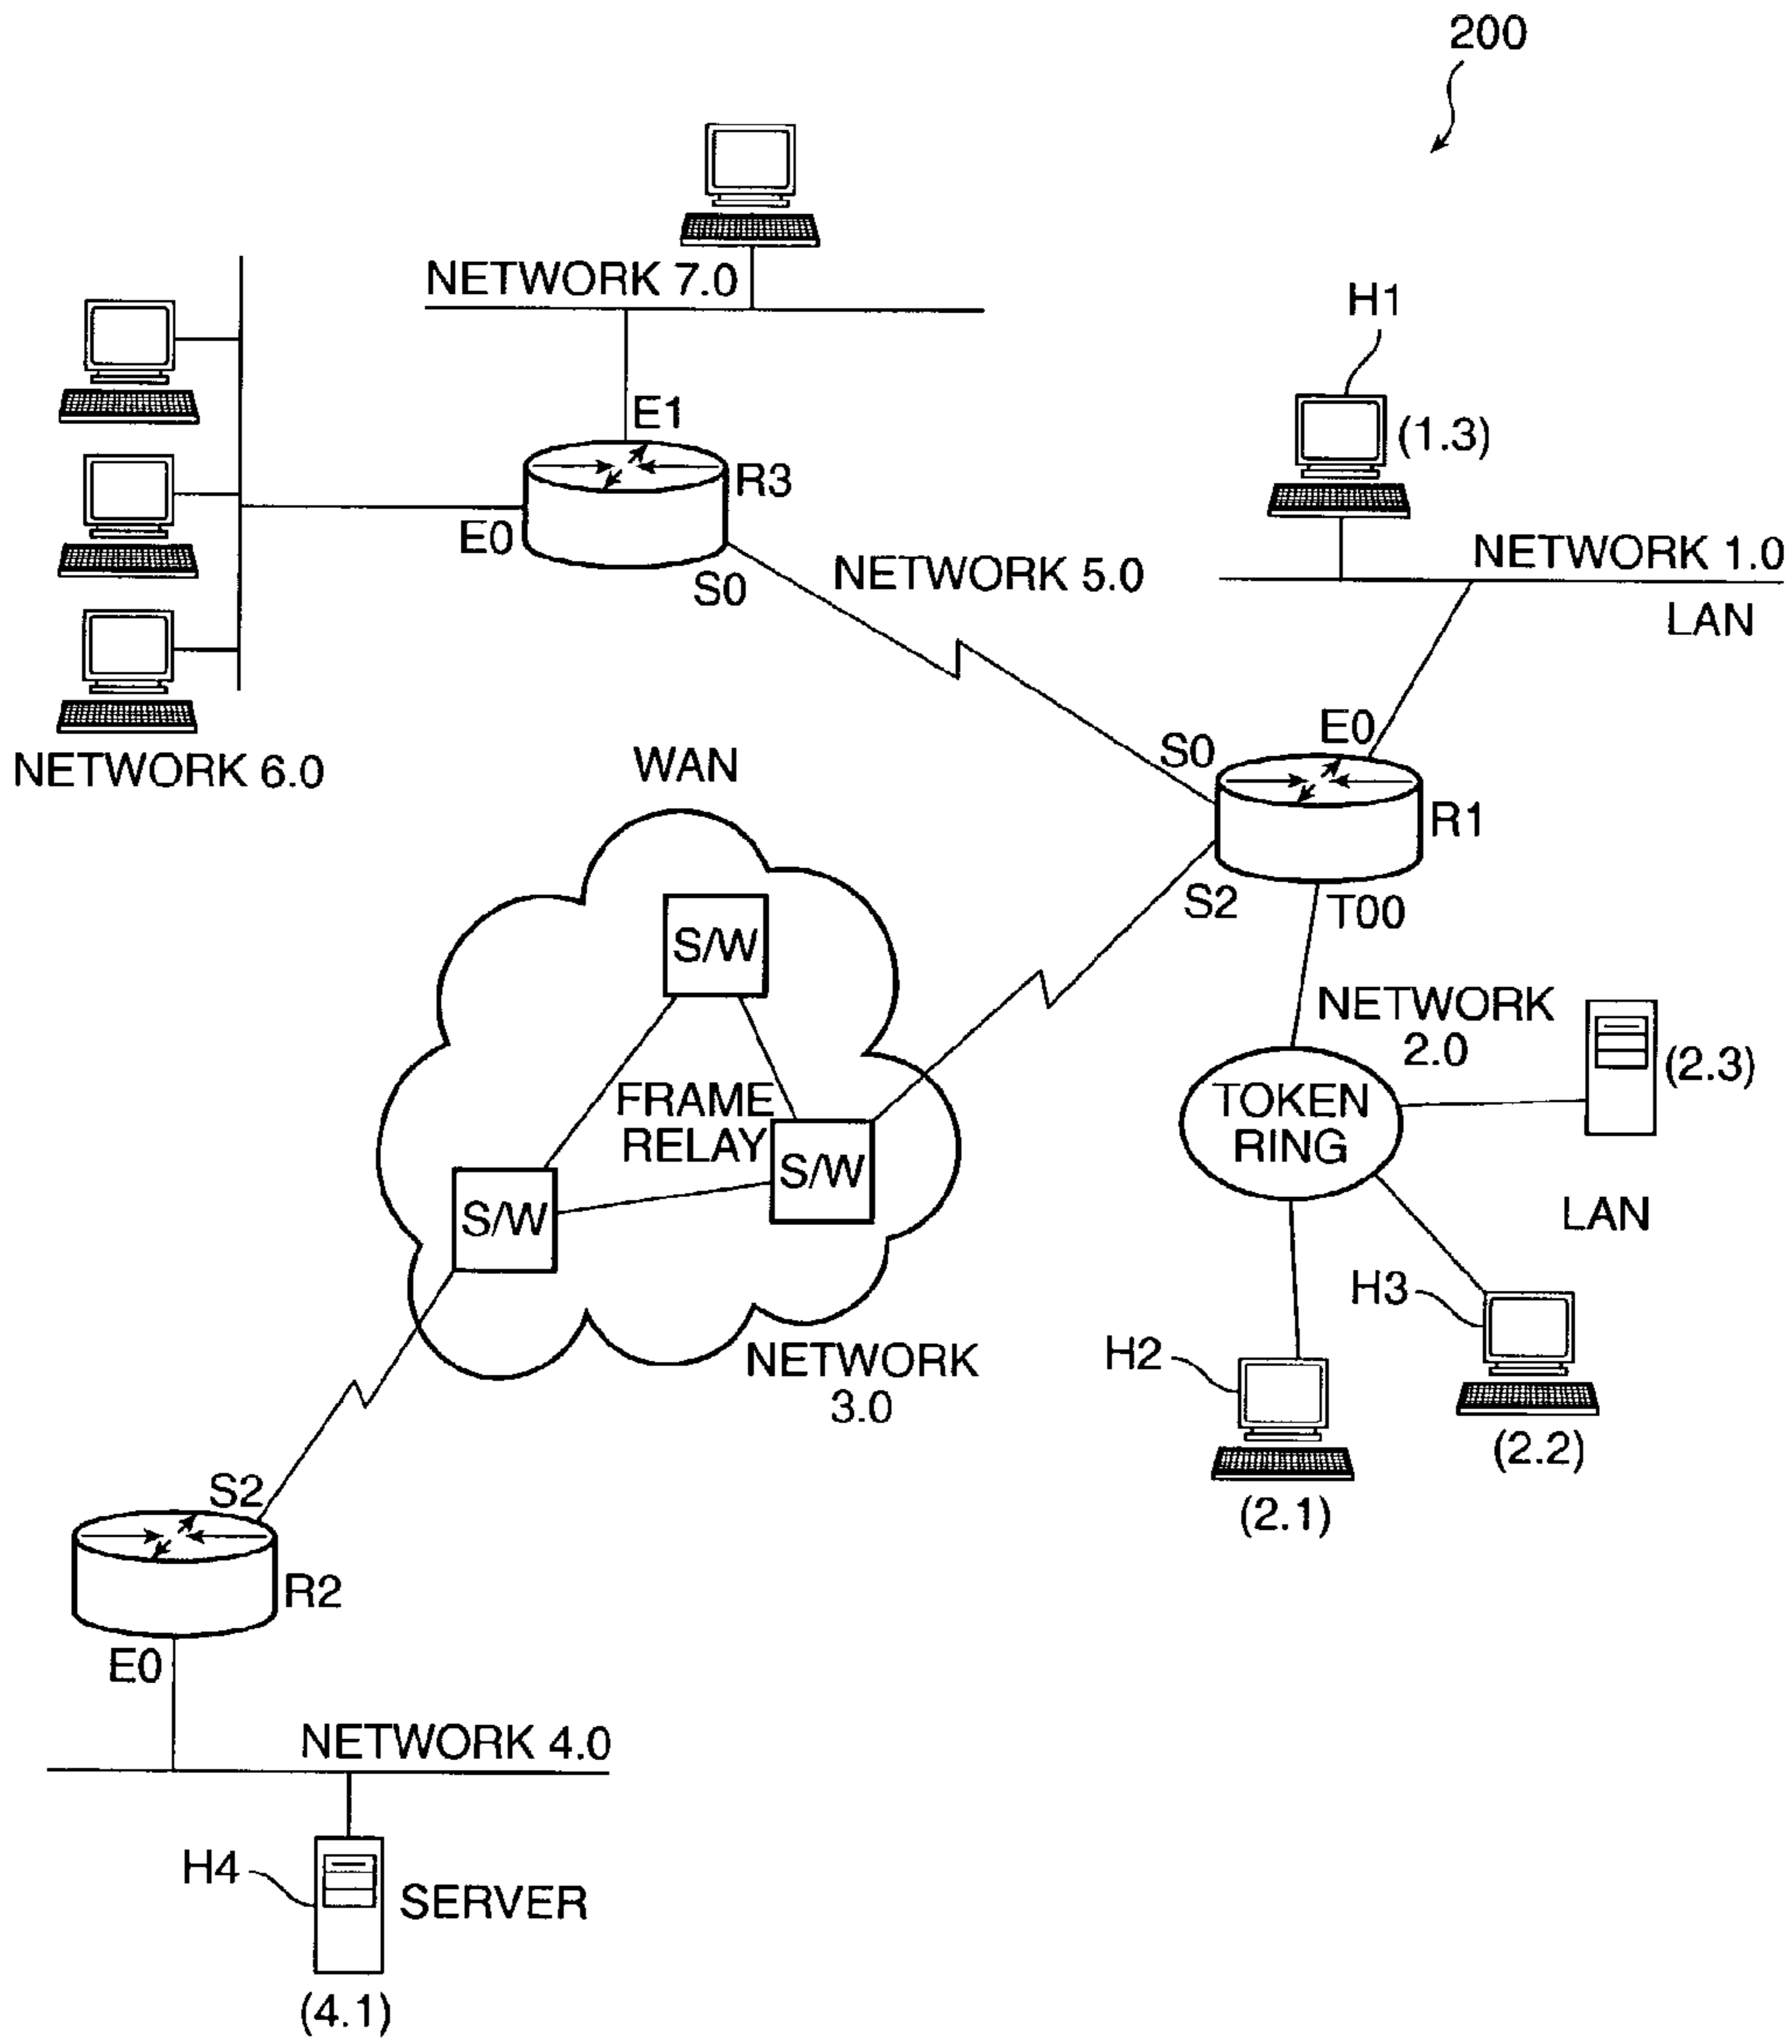 200
NETWORK 7.0
H1
(1.3)
E1
R3
E0
S0
NETWORK 5.0
NETWORK 1.0
LAN
NETWORK 6.0
WAN
S0
E0
R1
S2
T00
S/W
NETWORK
2.0
(2.3)
FRAME
RELAY
TOKEN
RING
S/W
S/W
LAN
H3
H2
NETWORK
3.0
(2.2)
(2.1)
S2
R2
E0
NETWORK 4.0
H4
SERVER
(4.1)